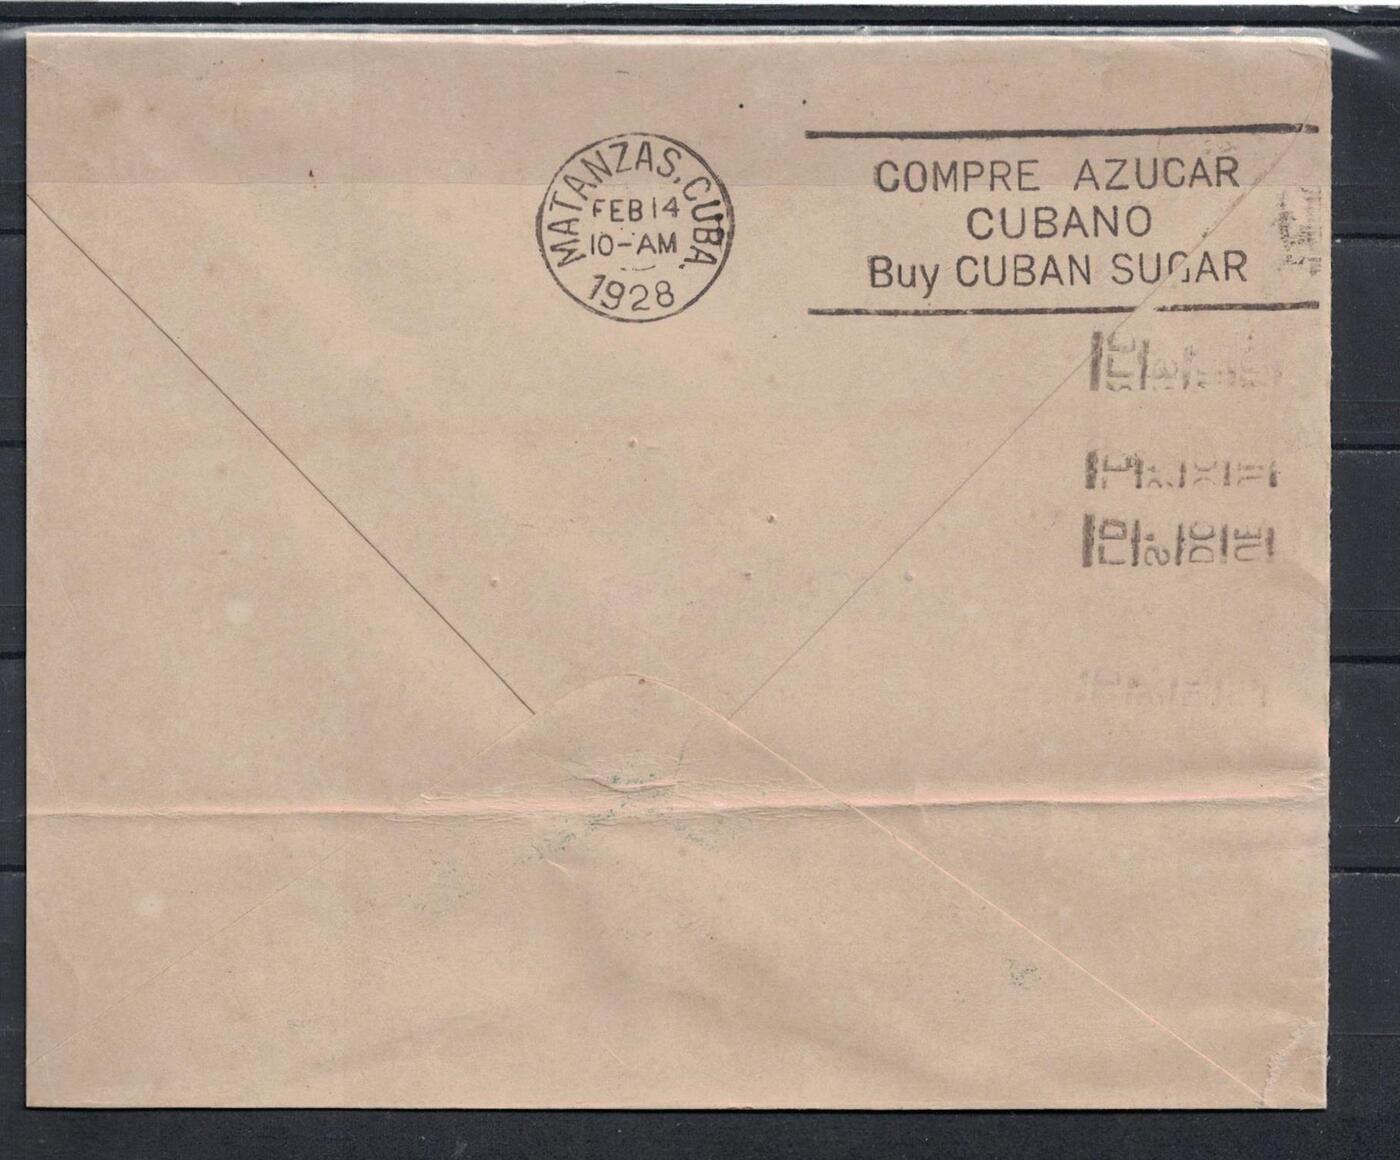 MATANZAS, CUBA.
FEB 14
10-AM
1928
COMPRE AZUCAR
CUBANO
Buy CUBAN SUGAR